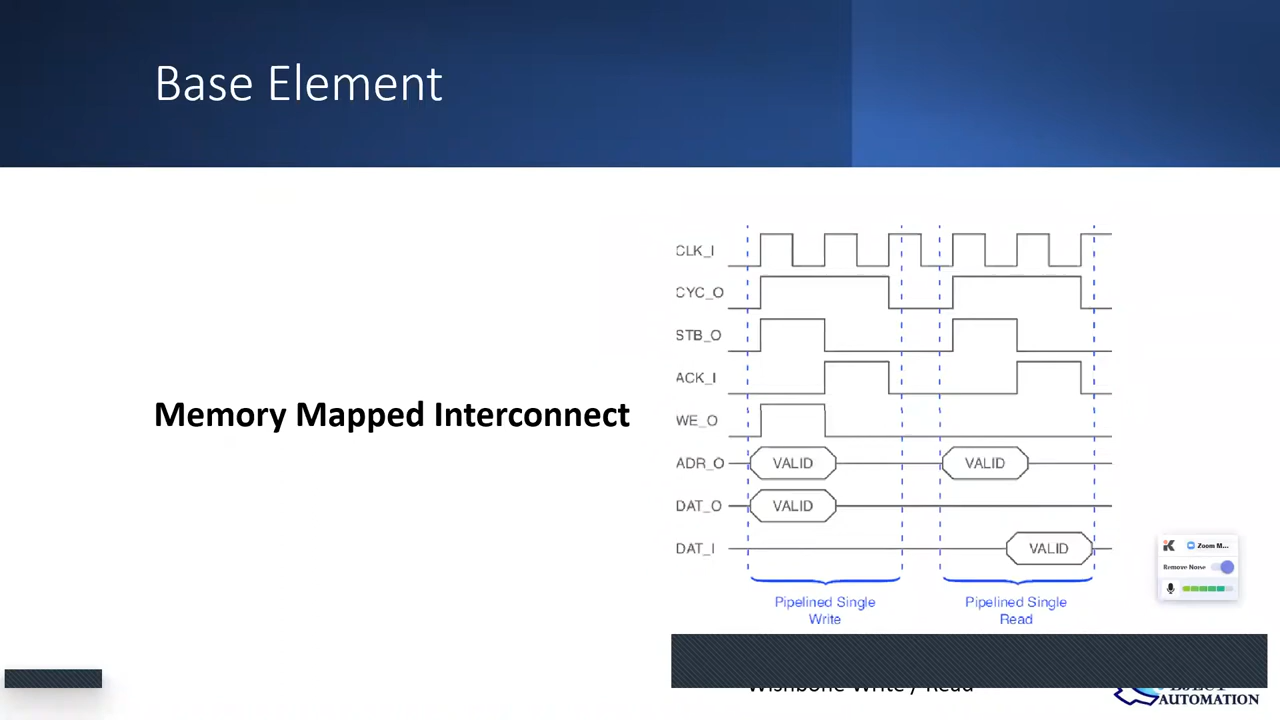 Base Element
Memory Mapped Interconnect
CLK_I
CYC_O
STB_O
ACK_I
WE_O
ADR_O VALID VALID
DAT_O VALID
DAT_I VALID
Pipelined Single
Write
Pipelined Single
Read
Zoom M...
Remove Noise
Wishbone Write / Read
AUTOMATION